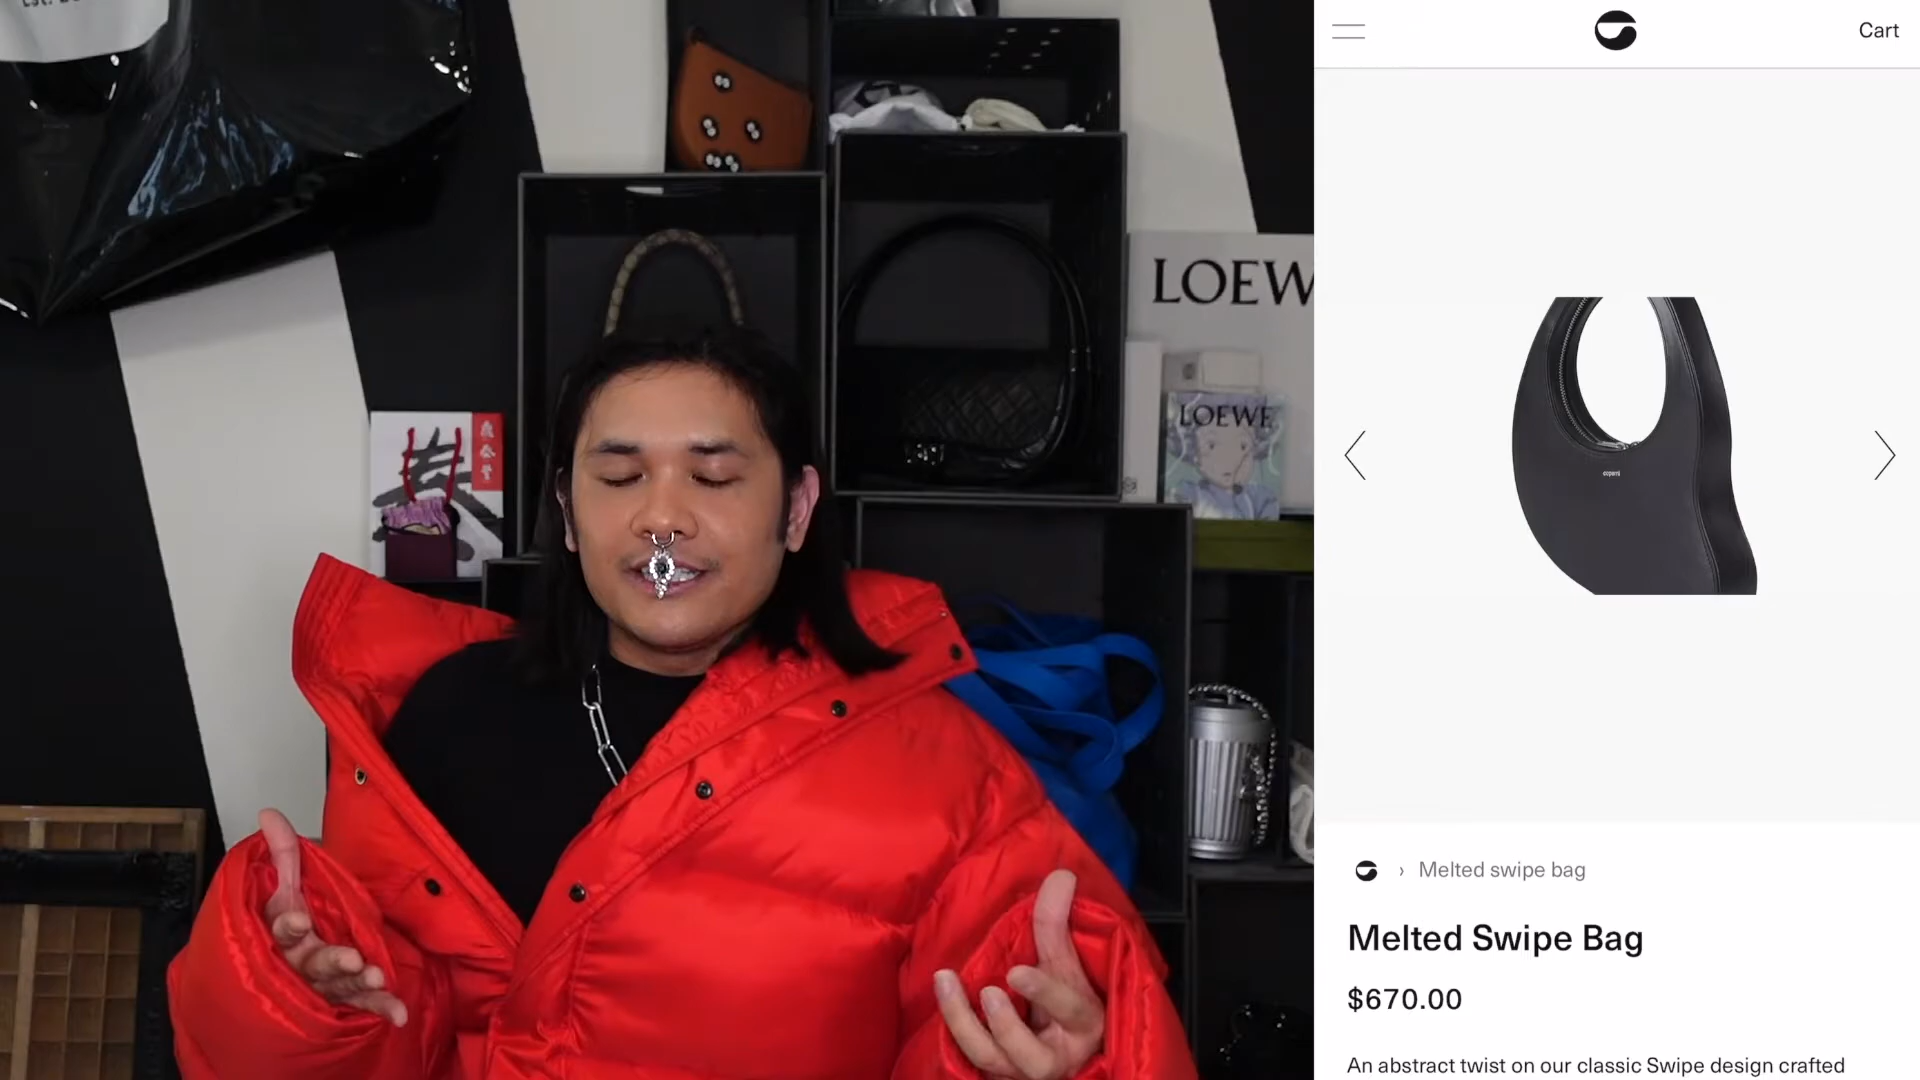 LOEW
LOEWE
Cart
coperni
Melted swipe bag
Melted Swipe Bag
$670.00
An abstract twist on our classic Swipe design crafted